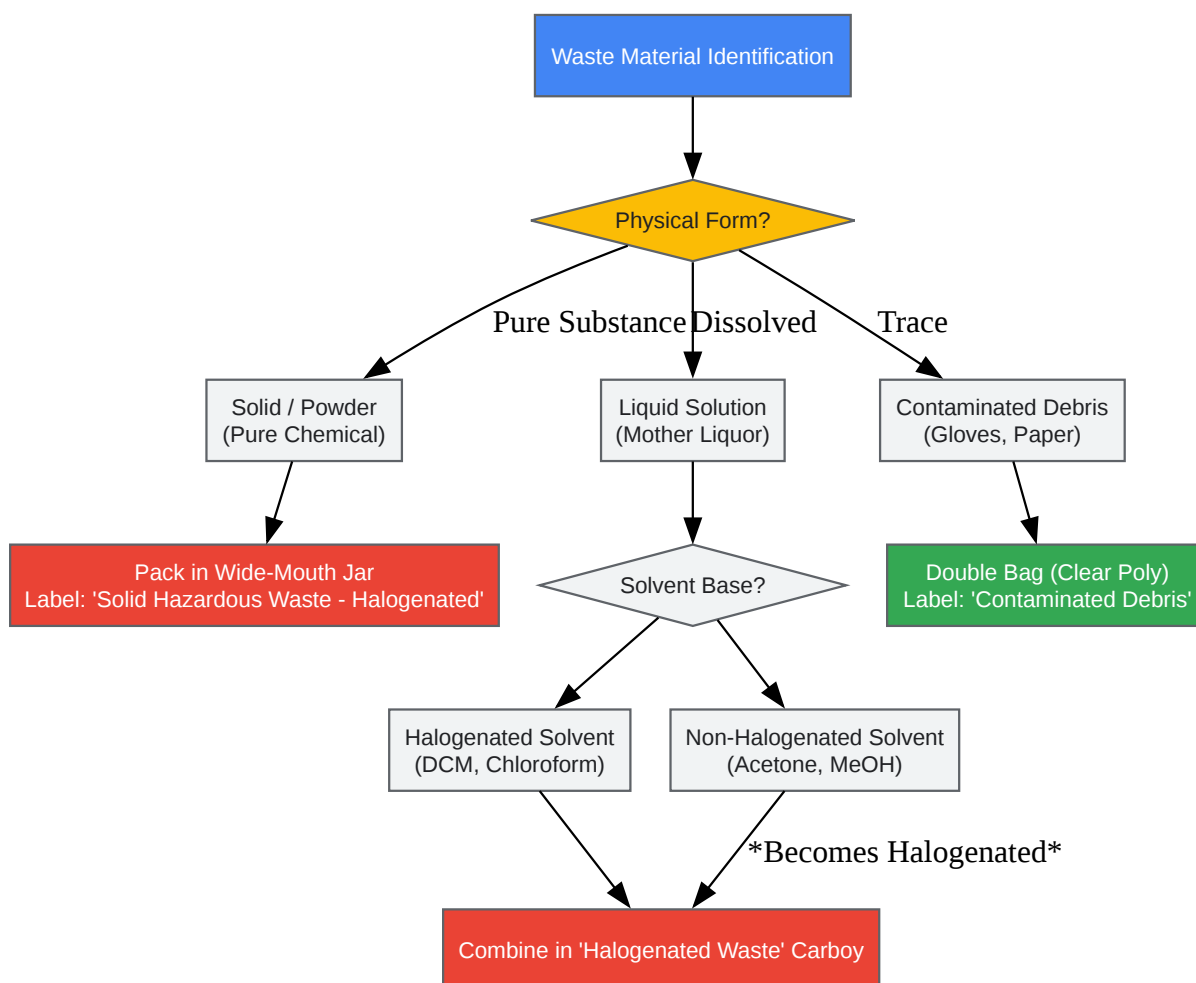 Waste Material Identification
Physical Form?
Pure Substance
Dissolved
Trace
Solid / Powder
(Pure Chemical)
Liquid Solution
(Mother Liquor)
Contaminated Debris
(Gloves, Paper)
Pack in Wide-Mouth Jar
Label: 'Solid Hazardous Waste - Halogenated'
Solvent Base?
Double Bag (Clear Poly)
Label: 'Contaminated Debris'
Halogenated Solvent
(DCM, Chloroform)
Non-Halogenated Solvent
(Acetone, MeOH)
*Becomes Halogenated*
Combine in 'Halogenated Waste' Carboy